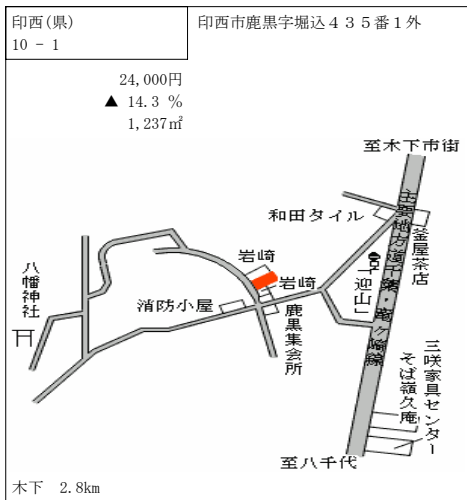 印西(県)
10 - 1
印西市鹿黒字堀込435番1外
24,000円
▲ 14.3 %
1,237㎡
至木下市街
主要地方道千葉・竜ケ崎線
和田タイル
釜屋茶店
「迎山」
岩崎
岩崎
八幡神社
消防小屋
鹿黒集会所
三咲家具センター
そば嶺久庵
至八千代
木下 2.8km